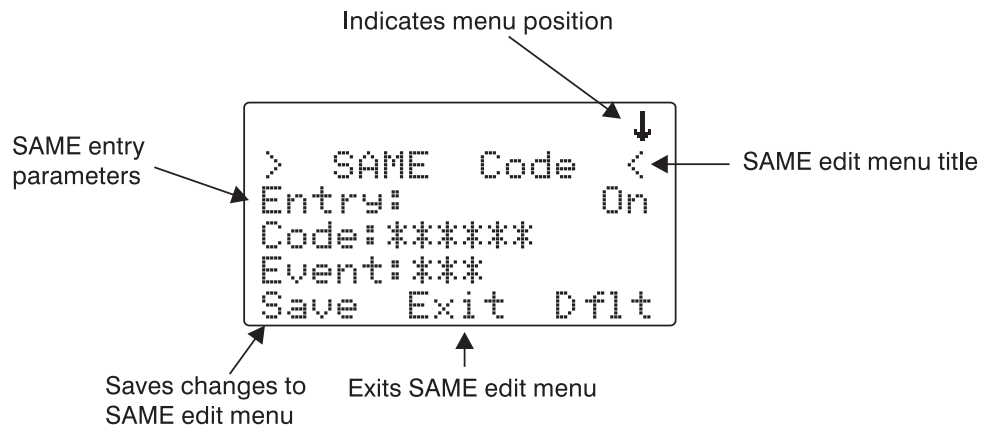 Indicates menu position
SAME entry
parameters
> SAME Code <
SAME edit menu title
Entry: On
Code:******
Event:***
Save Exit Dflt
Saves changes to
SAME edit menu
Exits SAME edit menu